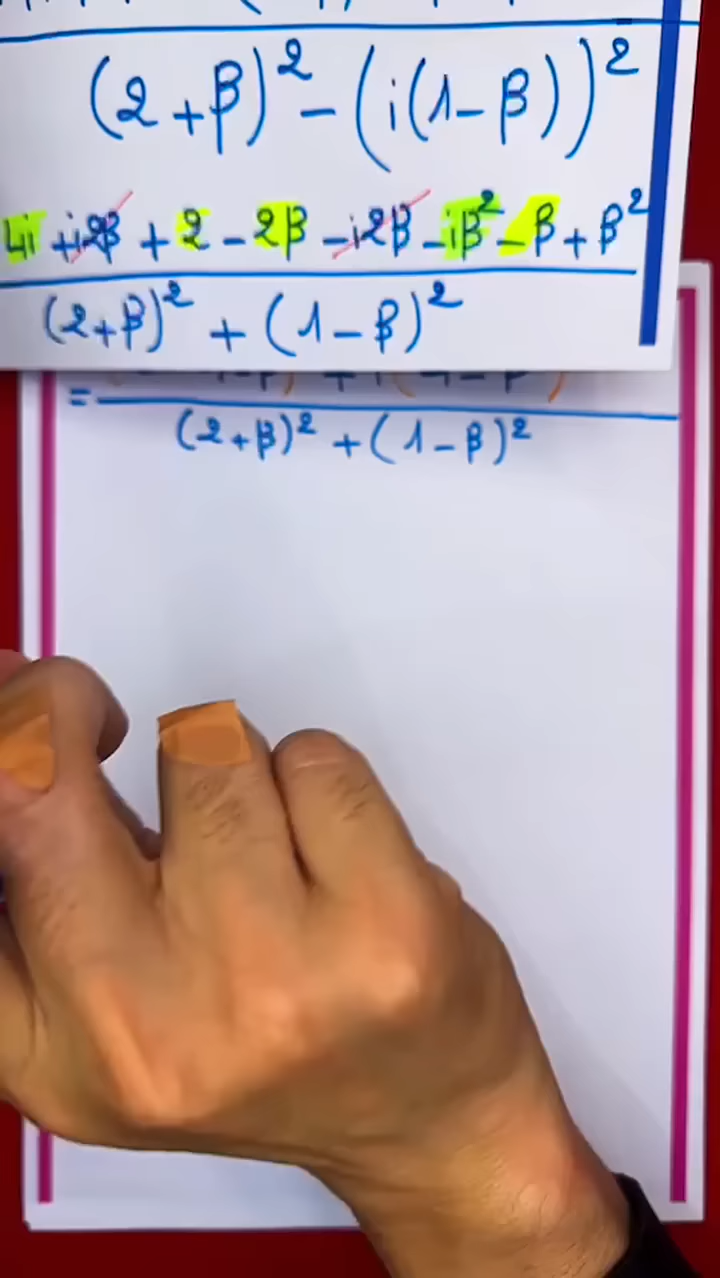 (2+β)² - (i(1-β))²
4i +i2β + 2 - 2β - i2β - iβ² - β + β²
(2+β)² + (1-β)²
=
(2+β)² + (1-β)²